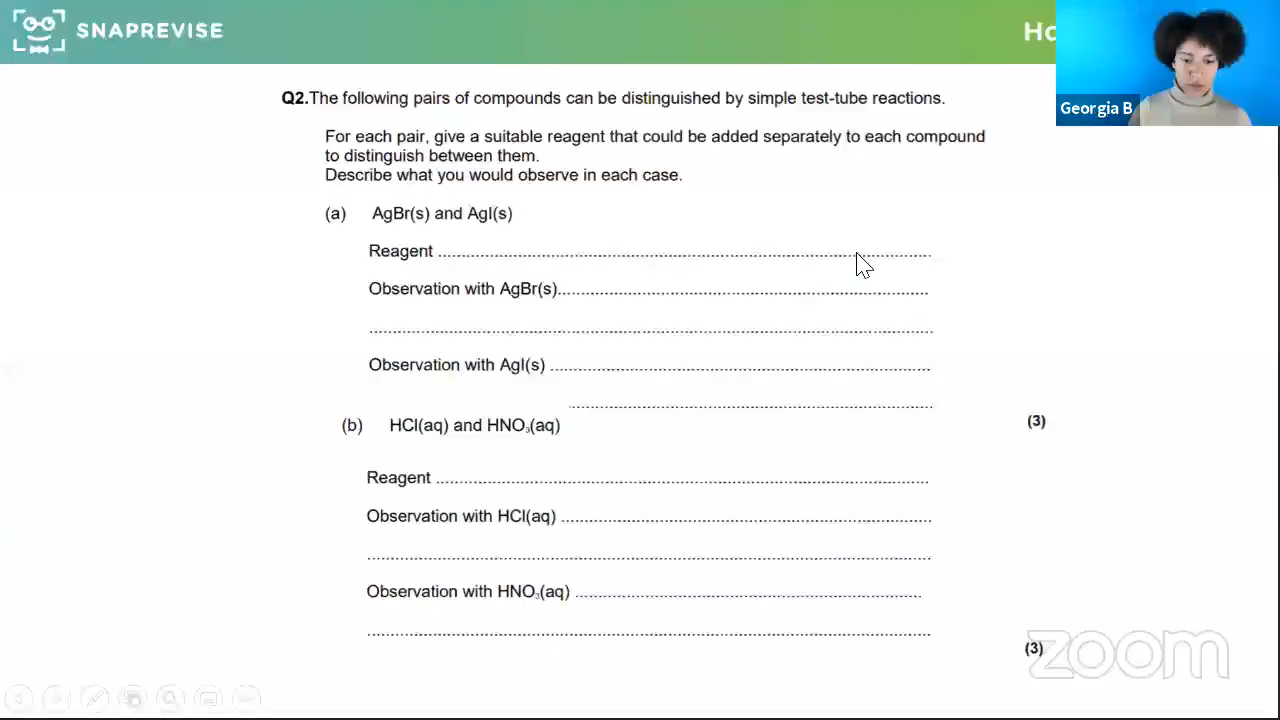 SNAPREVISE
Georgia B
Q2.The following pairs of compounds can be distinguished by simple test-tube reactions.
For each pair, give a suitable reagent that could be added separately to each compound
to distinguish between them.
Describe what you would observe in each case.
(a) AgBr(s) and AgI(s)
Reagent ................................................................
Observation with AgBr(s)................................................................
................................................................
Observation with AgI(s) ................................................................
................................................................
(3)
(b) HCl(aq) and HNO₃(aq)
Reagent ................................................................
Observation with HCl(aq) ................................................................
................................................................
Observation with HNO₃(aq) ................................................................
................................................................
(3)
zoom